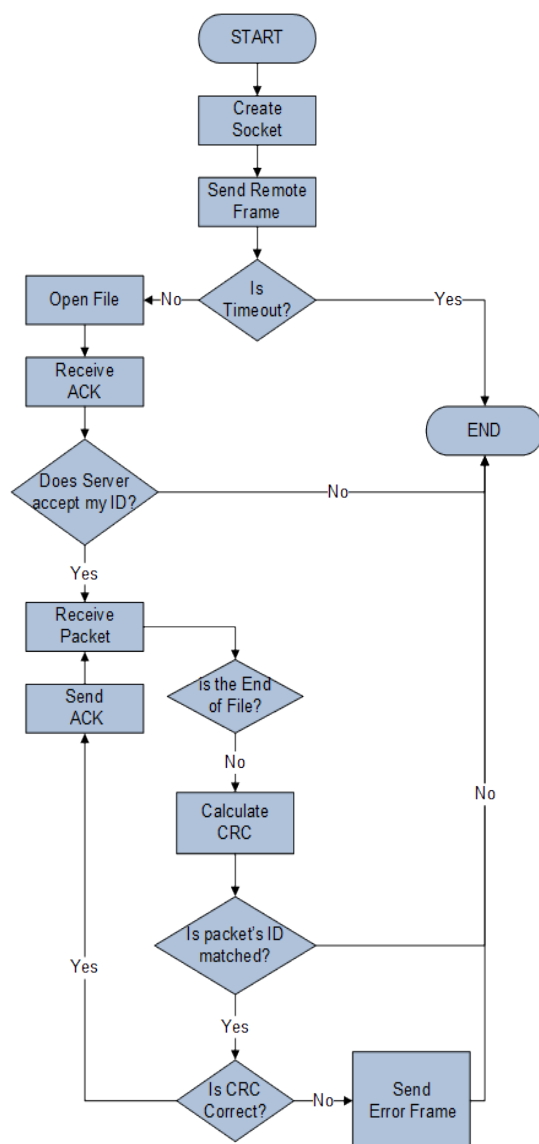 START
Create
Socket
Send Remote
Frame
Is
Timeout?
No
Yes
Open File
Receive
ACK
END
Does Server
accept my ID?
No
Yes
Receive
Packet
is the End
of File?
Send
ACK
No
Calculate
CRC
No
Is packet's ID
matched?
Yes
Yes
Is CRC
Correct?
No
Send
Error Frame